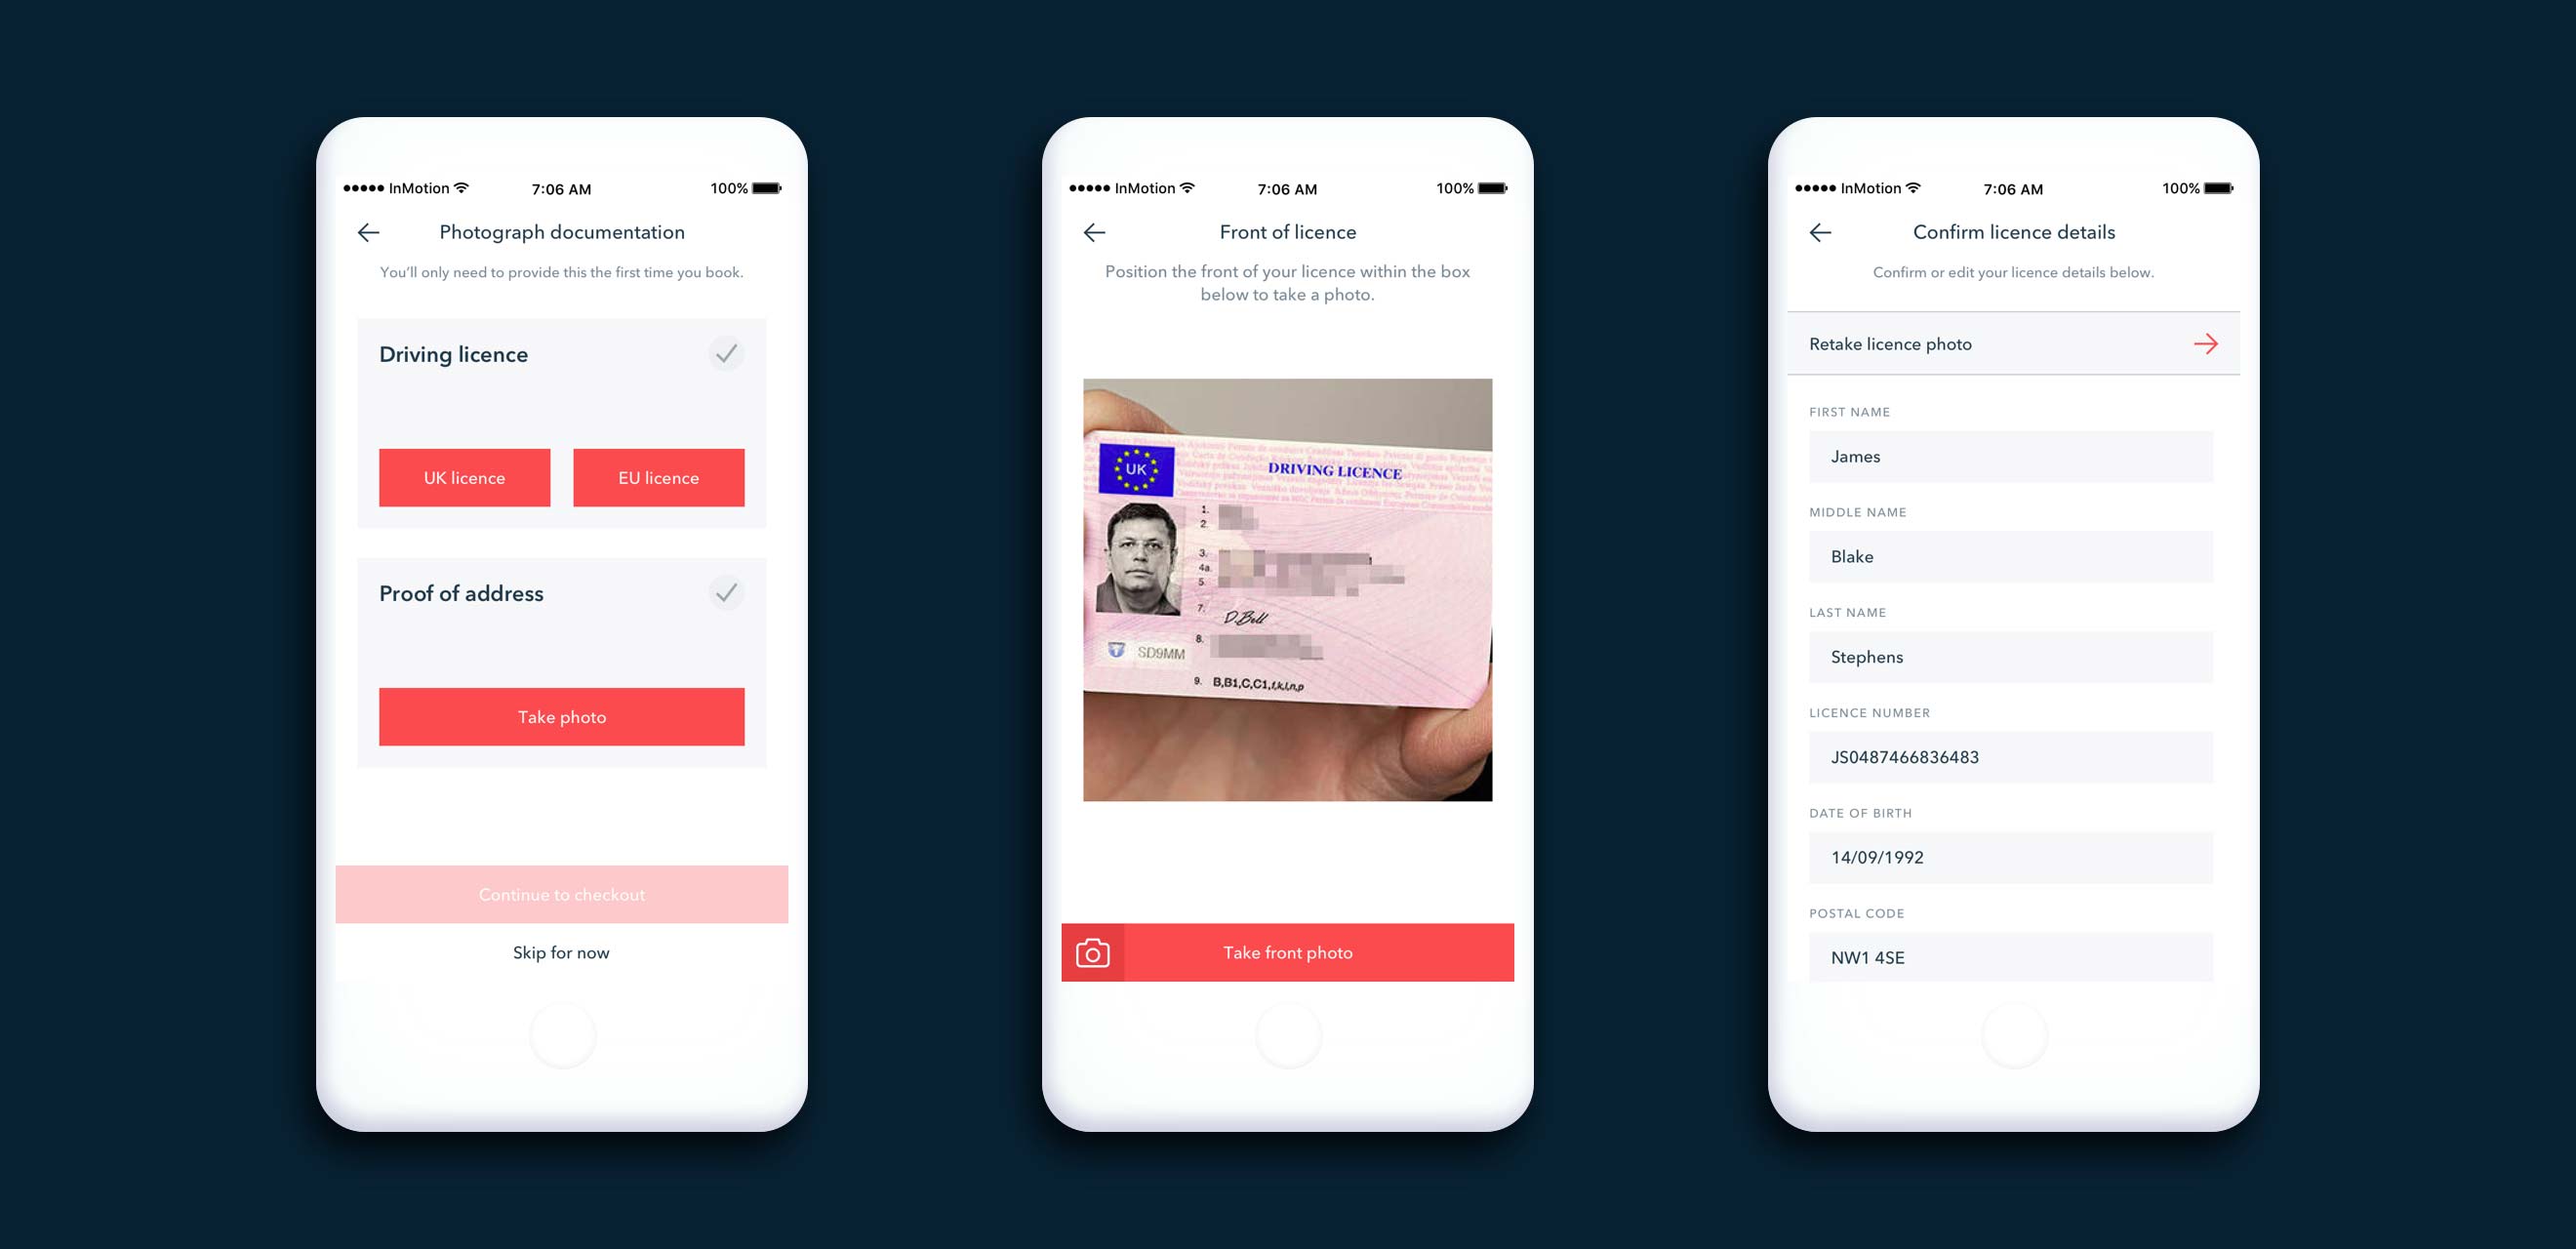 InMotion 7:06 AM 100%
Photograph documentation
You'll only need to provide this the first time you book.
Driving licence
UK licence EU licence
Proof of address
Take photo
Continue to checkout
Skip for now
InMotion 7:06 AM 100%
Front of licence
Position the front of your licence within the box
below to take a photo.
UK
DRIVING LICENCE
1.
2.
3.
4a.
5.
7.
D.Bell
8.
SD9MM
9. B,B1,C,C1,f,k,l,n,p
Take front photo
InMotion 7:06 AM 100%
Confirm licence details
Confirm or edit your licence details below.
Retake licence photo
FIRST NAME
James
MIDDLE NAME
Blake
LAST NAME
Stephens
LICENCE NUMBER
JS0487466836483
DATE OF BIRTH
14/09/1992
POSTAL CODE
NW1 4SE